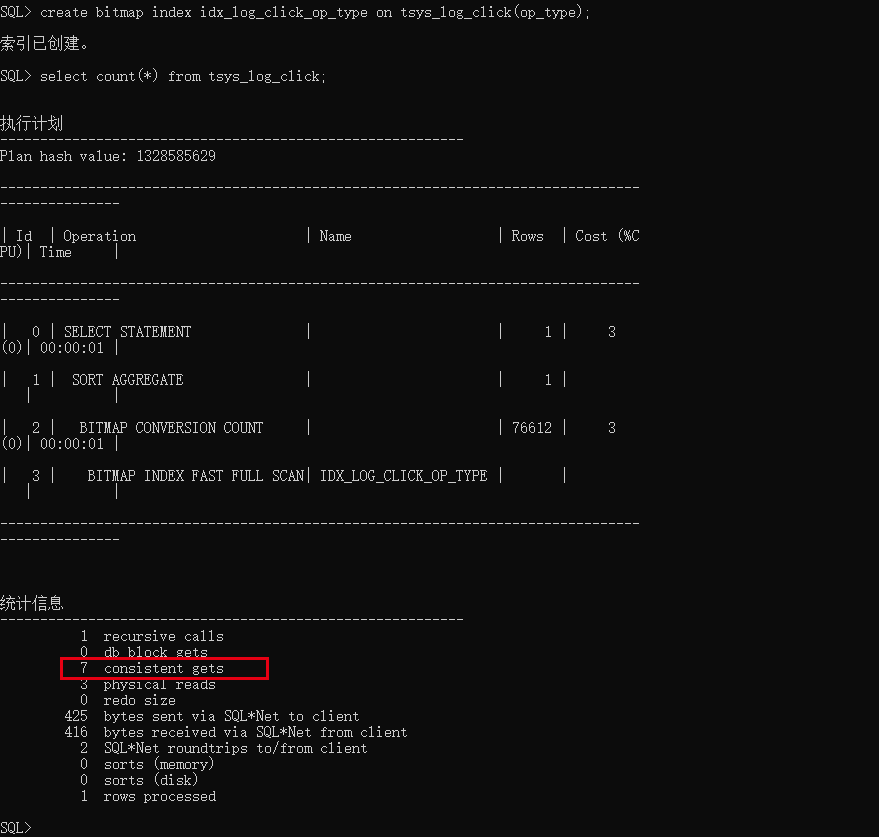 SQL> create bitmap index idx_log_click_op_type on tsys_log_click(op_type);
索引已创建。
SQL> select count(*) from tsys_log_click;
执行计划
----------------------------------------------------------
Plan hash value: 1328585629
--------------------------------------------------------------------------------
---------------
| Id  | Operation                     | Name                  | Rows  | Cost (%C
PU)| Time     |
--------------------------------------------------------------------------------
---------------
|   0 | SELECT STATEMENT              |                       |     1 |     3
(0)| 00:00:01 |
|   1 |  SORT AGGREGATE               |                       |     1 |
   |          |
|   2 |   BITMAP CONVERSION COUNT     |                       | 76612 |     3
(0)| 00:00:01 |
|   3 |    BITMAP INDEX FAST FULL SCAN| IDX_LOG_CLICK_OP_TYPE |       |
   |          |
--------------------------------------------------------------------------------
---------------
统计信息
----------------------------------------------------------
          1  recursive calls
          0  db block gets
          7  consistent gets
          3  physical reads
          0  redo size
        425  bytes sent via SQL*Net to client
        416  bytes received via SQL*Net from client
          2  SQL*Net roundtrips to/from client
          0  sorts (memory)
          0  sorts (disk)
          1  rows processed
SQL>